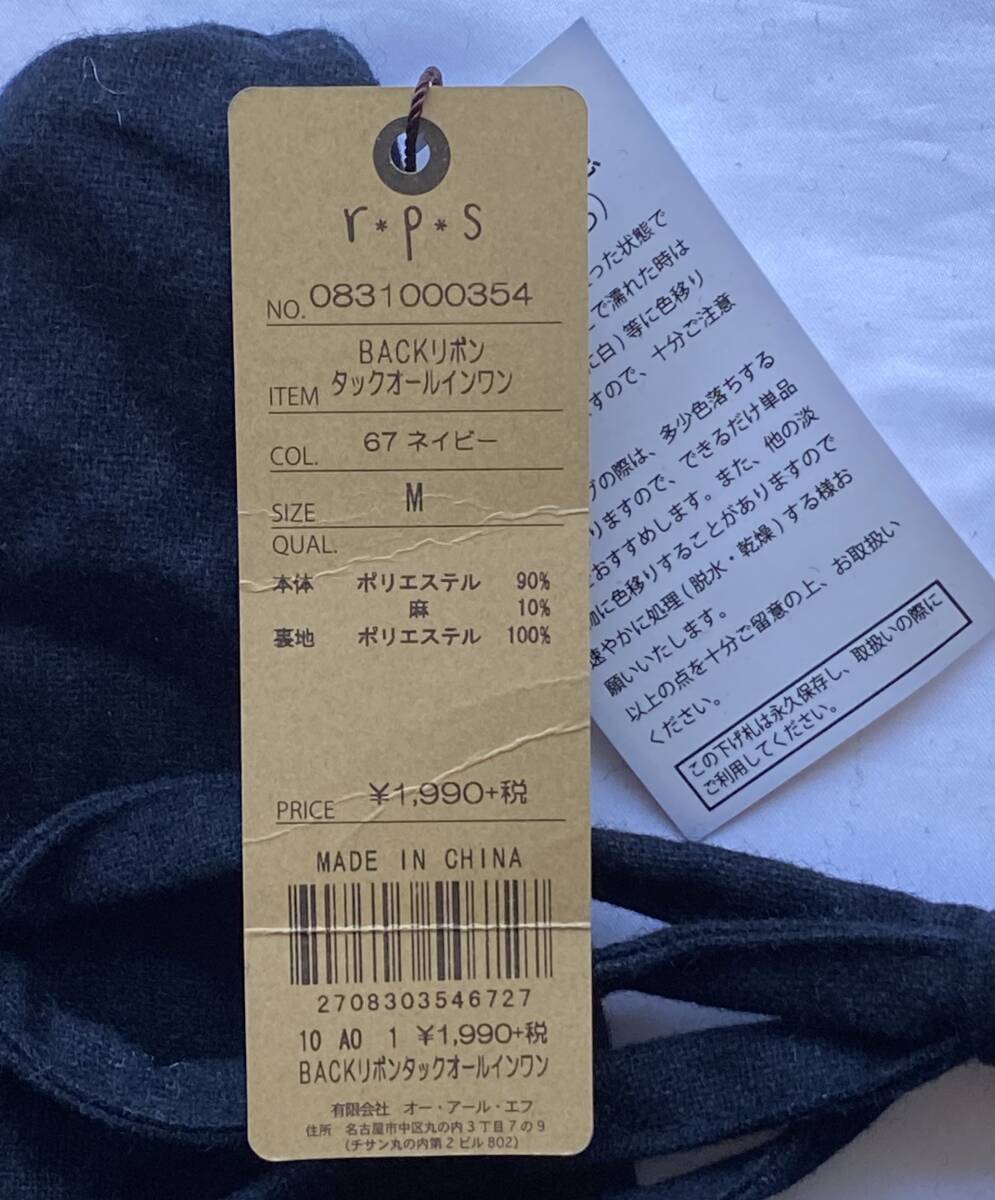 r*p*s
NO. 0831000354
BACKリボン
ITEM タックオールインワン
COL. 67 ネイビー
SIZE M
QUAL.
本体 ポリエステル 90%
麻 10%
裏地 ポリエステル 100%
PRICE ¥1,990+税
MADE IN CHINA
2708303546727
10 AO 1 ¥1,990+税
BACKリボンタックオールインワン
有限会社 オー・アール・エフ
住所 名古屋市中区丸の内3丁目7の9
(チサン丸の内第2ビル802)
った状態で
で濡れた時は
に白)等に色移り
すので、十分ご注意
の際は、多少色落ちする
りますので、できるだけ単品
おすすめします。また、他の淡
物に色移りすることがありますので
速やかに処理(脱水・乾燥)する様お
願いいたします。
以上の点を十分ご留意の上、お取扱い
ください。
この下げ札は永久保存し、取扱いの際に
ご利用してください。